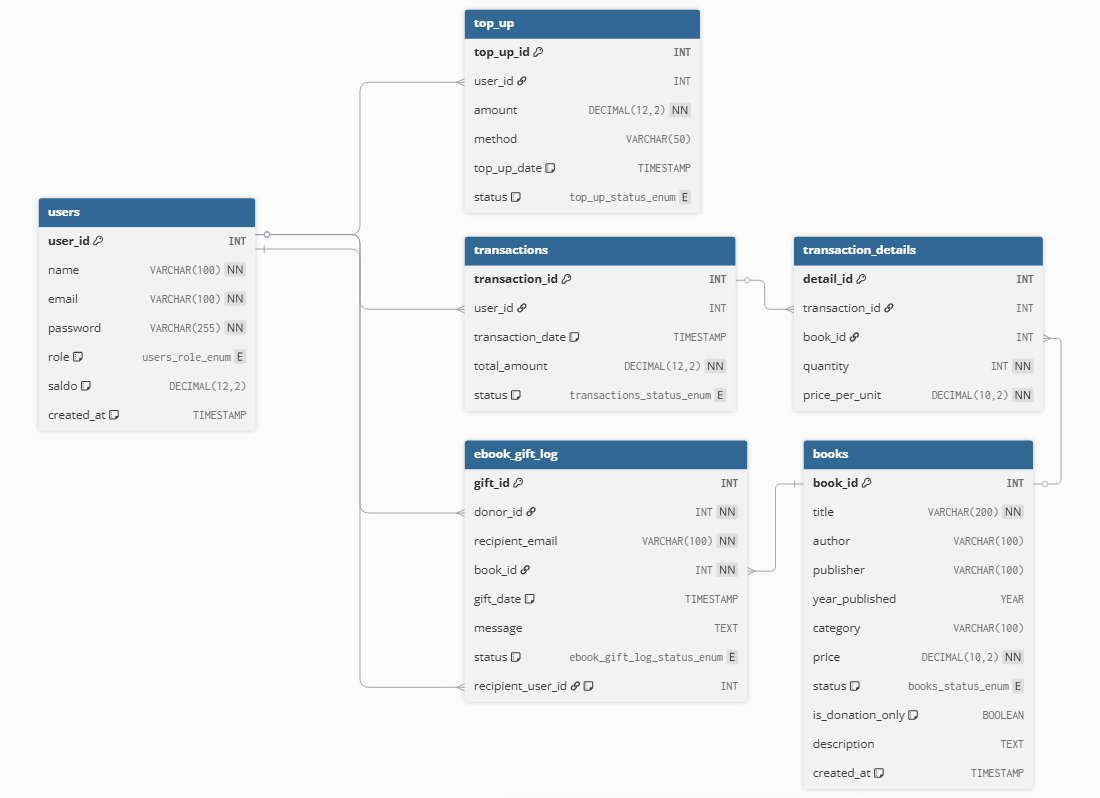 top_up
top_up_id INT
user_id INT
amount DECIMAL(12,2) NN
method VARCHAR(50)
top_up_date TIMESTAMP
status top_up_status_enum E
users
user_id INT
name VARCHAR(100) NN
email VARCHAR(100) NN
password VARCHAR(255) NN
role users_role_enum E
saldo DECIMAL(12,2)
created_at TIMESTAMP
transactions
transaction_id INT
user_id INT
transaction_date TIMESTAMP
total_amount DECIMAL(12,2) NN
status transactions_status_enum E
transaction_details
detail_id INT
transaction_id INT
book_id INT
quantity INT NN
price_per_unit DECIMAL(10,2) NN
ebook_gift_log
gift_id INT
donor_id INT NN
recipient_email VARCHAR(100) NN
book_id INT NN
gift_date TIMESTAMP
message TEXT
status ebook_gift_log_status_enum E
recipient_user_id INT
books
book_id INT
title VARCHAR(200) NN
author VARCHAR(100)
publisher VARCHAR(100)
year_published YEAR
category VARCHAR(100)
price DECIMAL(10,2) NN
status books_status_enum E
is_donation_only BOOLEAN
description TEXT
created_at TIMESTAMP